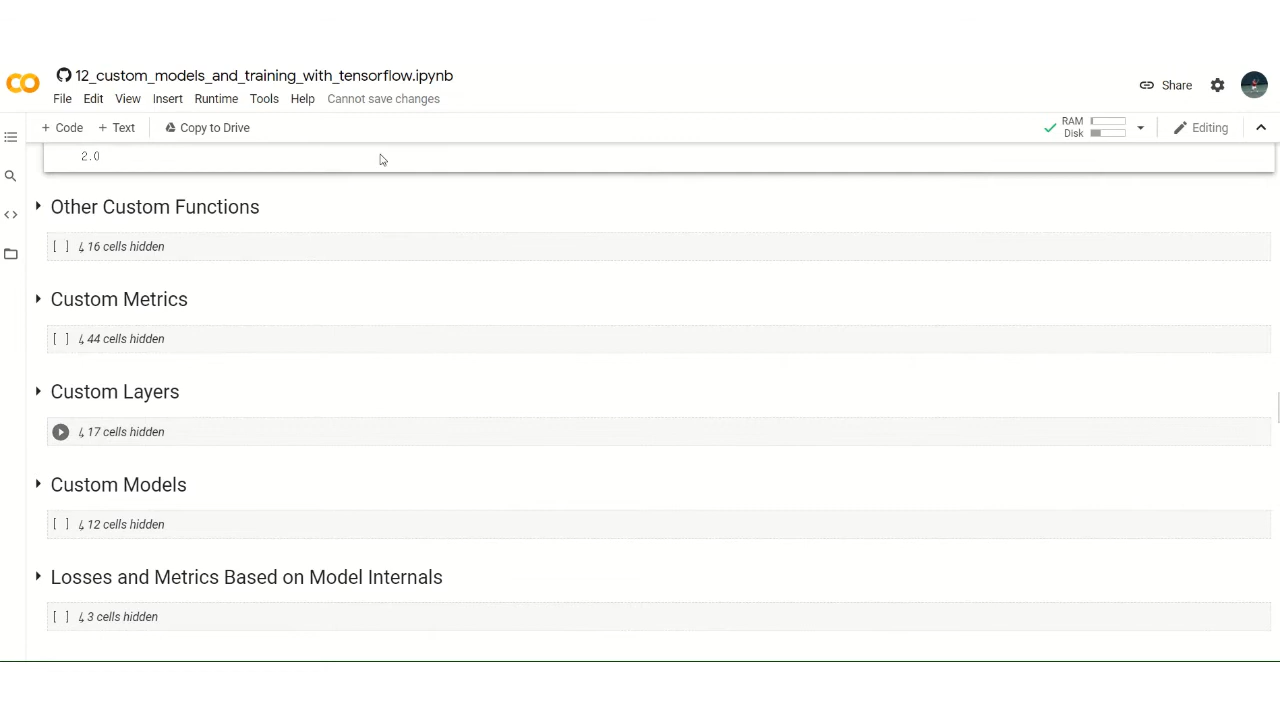 12_custom_models_and_training_with_tensorflow.ipynb
File Edit View Insert Runtime Tools Help Cannot save changes
Share
+ Code + Text Copy to Drive
RAM
Disk
Editing
2.0
Other Custom Functions
[ ] ↳ 16 cells hidden
Custom Metrics
[ ] ↳ 44 cells hidden
Custom Layers
↳ 17 cells hidden
Custom Models
[ ] ↳ 12 cells hidden
Losses and Metrics Based on Model Internals
[ ] ↳ 3 cells hidden